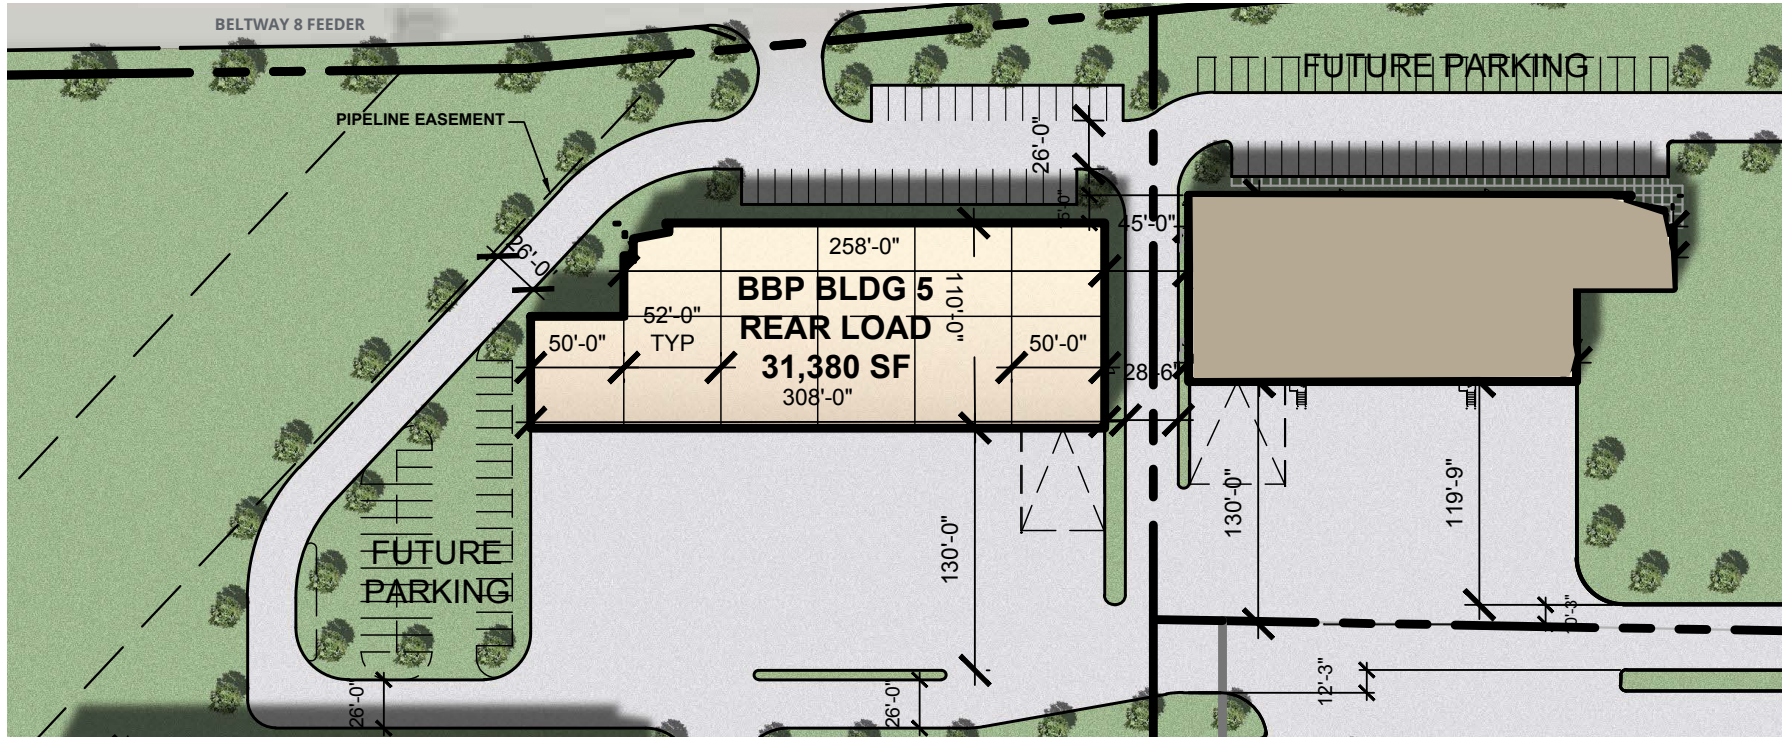 BELTWAY 8 FEEDER
FUTURE PARKING
PIPELINE EASEMENT
26'-0"
26'-0"
45'-0"
258'-0"
110'-0"
BBP BLDG 5
REAR LOAD
31,380 SF
52'-0"
TYP
50'-0"
50'-0"
308'-0"
28'-6"
130'-0"
130'-0"
119'-9"
FUTURE
PARKING
26'-0"
26'-0"
12'-3"